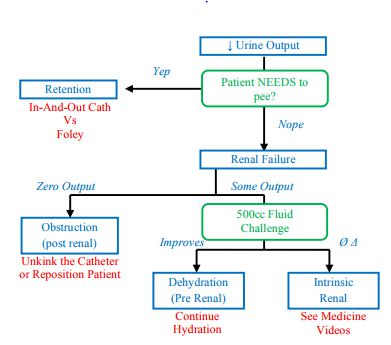 ↓ Urine Output
Yep
Patient NEEDS to
pee?
Retention
In-And-Out Cath
Vs
Foley
Nope
Renal Failure
Zero Output
Some Output
Obstruction
(post renal)
Unkink the Catheter
or Reposition Patient
500cc Fluid
Challenge
Improves
Ø Δ
Dehydration
(Pre Renal)
Continue
Hydration
Intrinsic
Renal
See Medicine
Videos